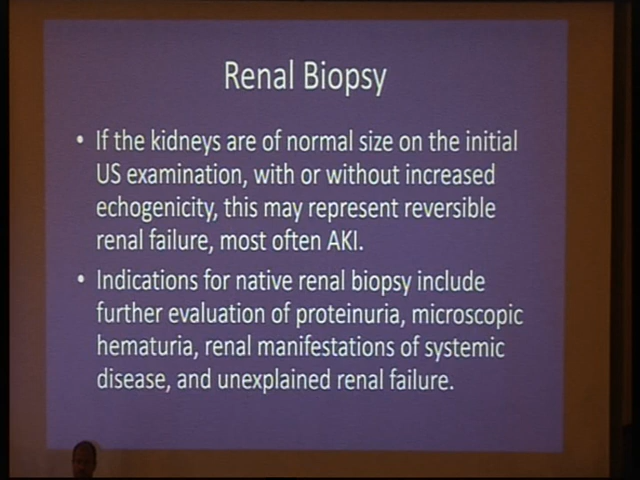 Renal Biopsy
• If the kidneys are of normal size on the initial
US examination, with or without increased
echogenicity, this may represent reversible
renal failure, most often AKI.
• Indications for native renal biopsy include
further evaluation of proteinuria, microscopic
hematuria, renal manifestations of systemic
disease, and unexplained renal failure.